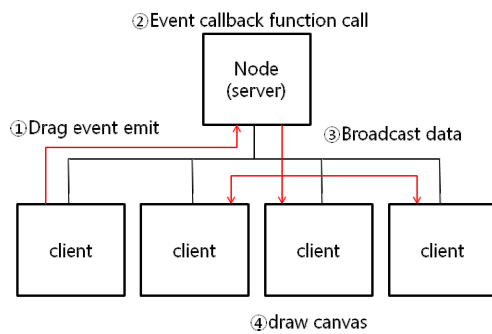 ②Event callback function call
Node
(server)
①Drag event emit
③Broadcast data
client
client
client
client
④draw canvas